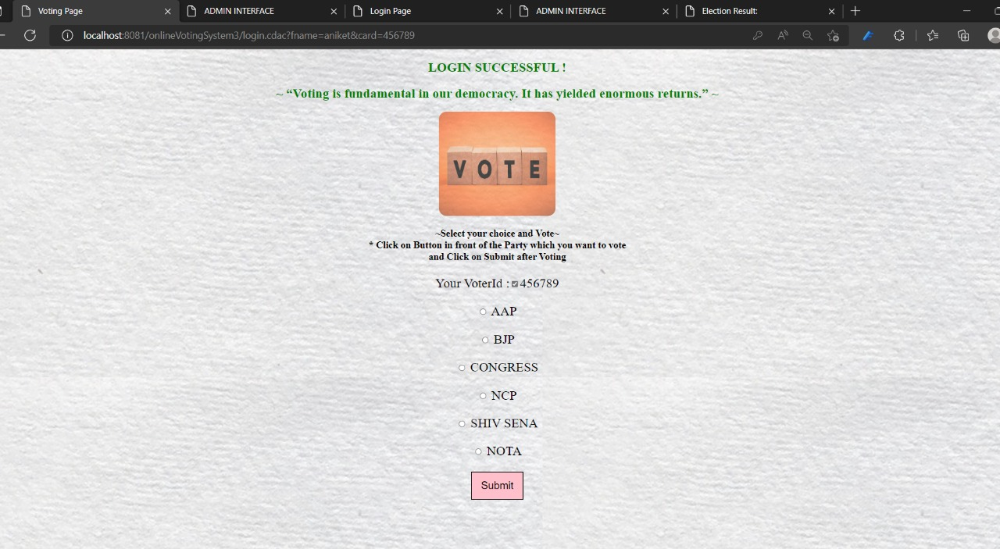 Voting Page
ADMIN INTERFACE
Login Page
ADMIN INTERFACE
Election Result:
localhost:8081/onlineVotingSystem3/login.cdac?fname=aniket&card=456789
LOGIN SUCCESSFUL !
~ “Voting is fundamental in our democracy. It has yielded enormous returns.” ~
VOTE
~Select your choice and Vote~
* Click on Button in front of the Party which you want to vote
and Click on Submit after Voting
Your VoterId : 456789
AAP
BJP
CONGRESS
NCP
SHIV SENA
NOTA
Submit